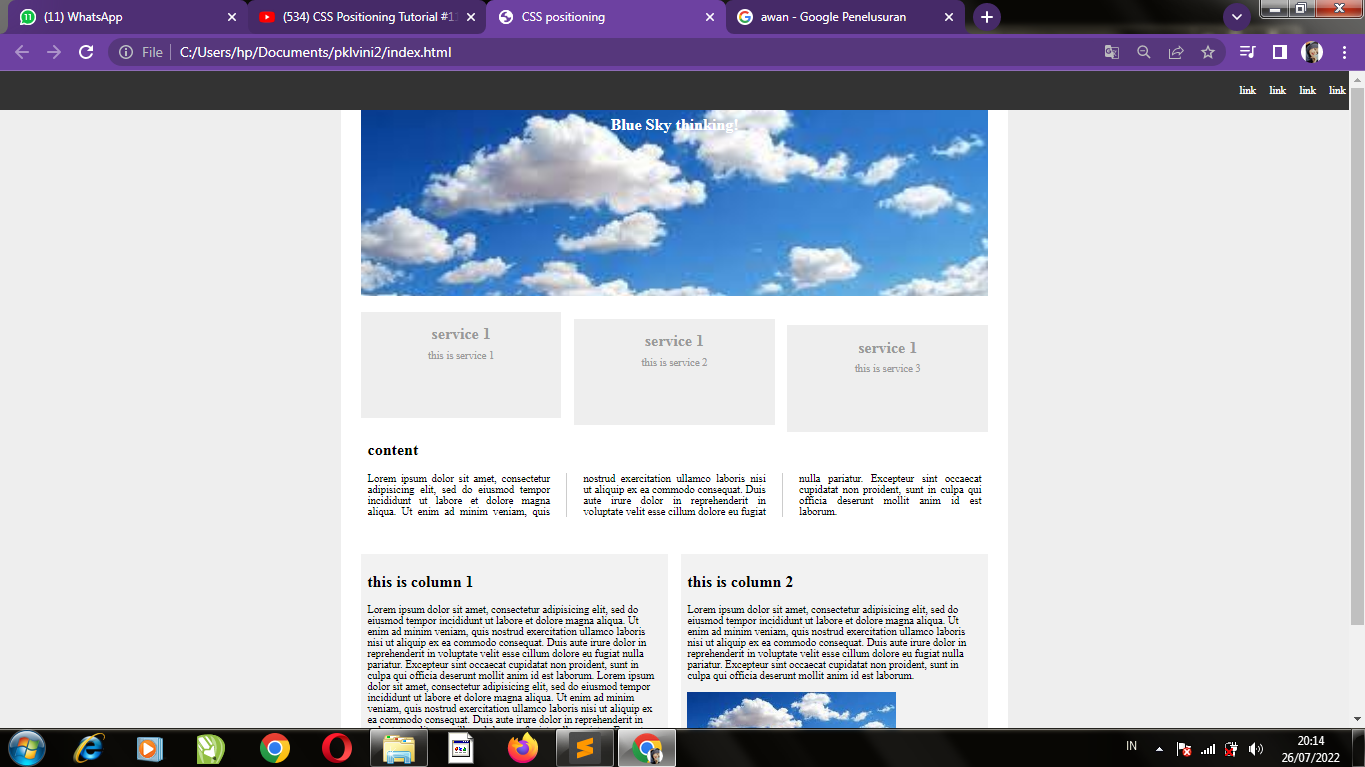 (11) WhatsApp
(534) CSS Positioning Tutorial #11
CSS positioning
awan - Google Penelusuran
File
C:/Users/hp/Documents/pklvini2/index.html
link link link link
Blue Sky thinking!
service 1
this is service 1
service 1
this is service 2
service 1
this is service 3
content
Lorem ipsum dolor sit amet, consectetur
adipisicing elit, sed do eiusmod tempor
incididunt ut labore et dolore magna
aliqua. Ut enim ad minim veniam, quis
nostrud exercitation ullamco laboris nisi
ut aliquip ex ea commodo consequat. Duis
aute irure dolor in reprehenderit in
voluptate velit esse cillum dolore eu fugiat
nulla pariatur. Excepteur sint occaecat
cupidatat non proident, sunt in culpa qui
officia deserunt mollit anim id est
laborum.
this is column 1
Lorem ipsum dolor sit amet, consectetur adipisicing elit, sed do
eiusmod tempor incididunt ut labore et dolore magna aliqua. Ut
enim ad minim veniam, quis nostrud exercitation ullamco laboris
nisi ut aliquip ex ea commodo consequat. Duis aute irure dolor in
reprehenderit in voluptate velit esse cillum dolore eu fugiat nulla
pariatur. Excepteur sint occaecat cupidatat non proident, sunt in
culpa qui officia deserunt mollit anim id est laborum. Lorem ipsum
dolor sit amet, consectetur adipisicing elit, sed do eiusmod tempor
incididunt ut labore et dolore magna aliqua. Ut enim ad minim
veniam, quis nostrud exercitation ullamco laboris nisi ut aliquip ex
ea commodo consequat. Duis aute irure dolor in reprehenderit in
this is column 2
Lorem ipsum dolor sit amet, consectetur adipisicing elit, sed do
eiusmod tempor incididunt ut labore et dolore magna aliqua. Ut
enim ad minim veniam, quis nostrud exercitation ullamco laboris
nisi ut aliquip ex ea commodo consequat. Duis aute irure dolor in
reprehenderit in voluptate velit esse cillum dolore eu fugiat nulla
pariatur. Excepteur sint occaecat cupidatat non proident, sunt in
culpa qui officia deserunt mollit anim id est laborum.
IN
20:14
26/07/2022